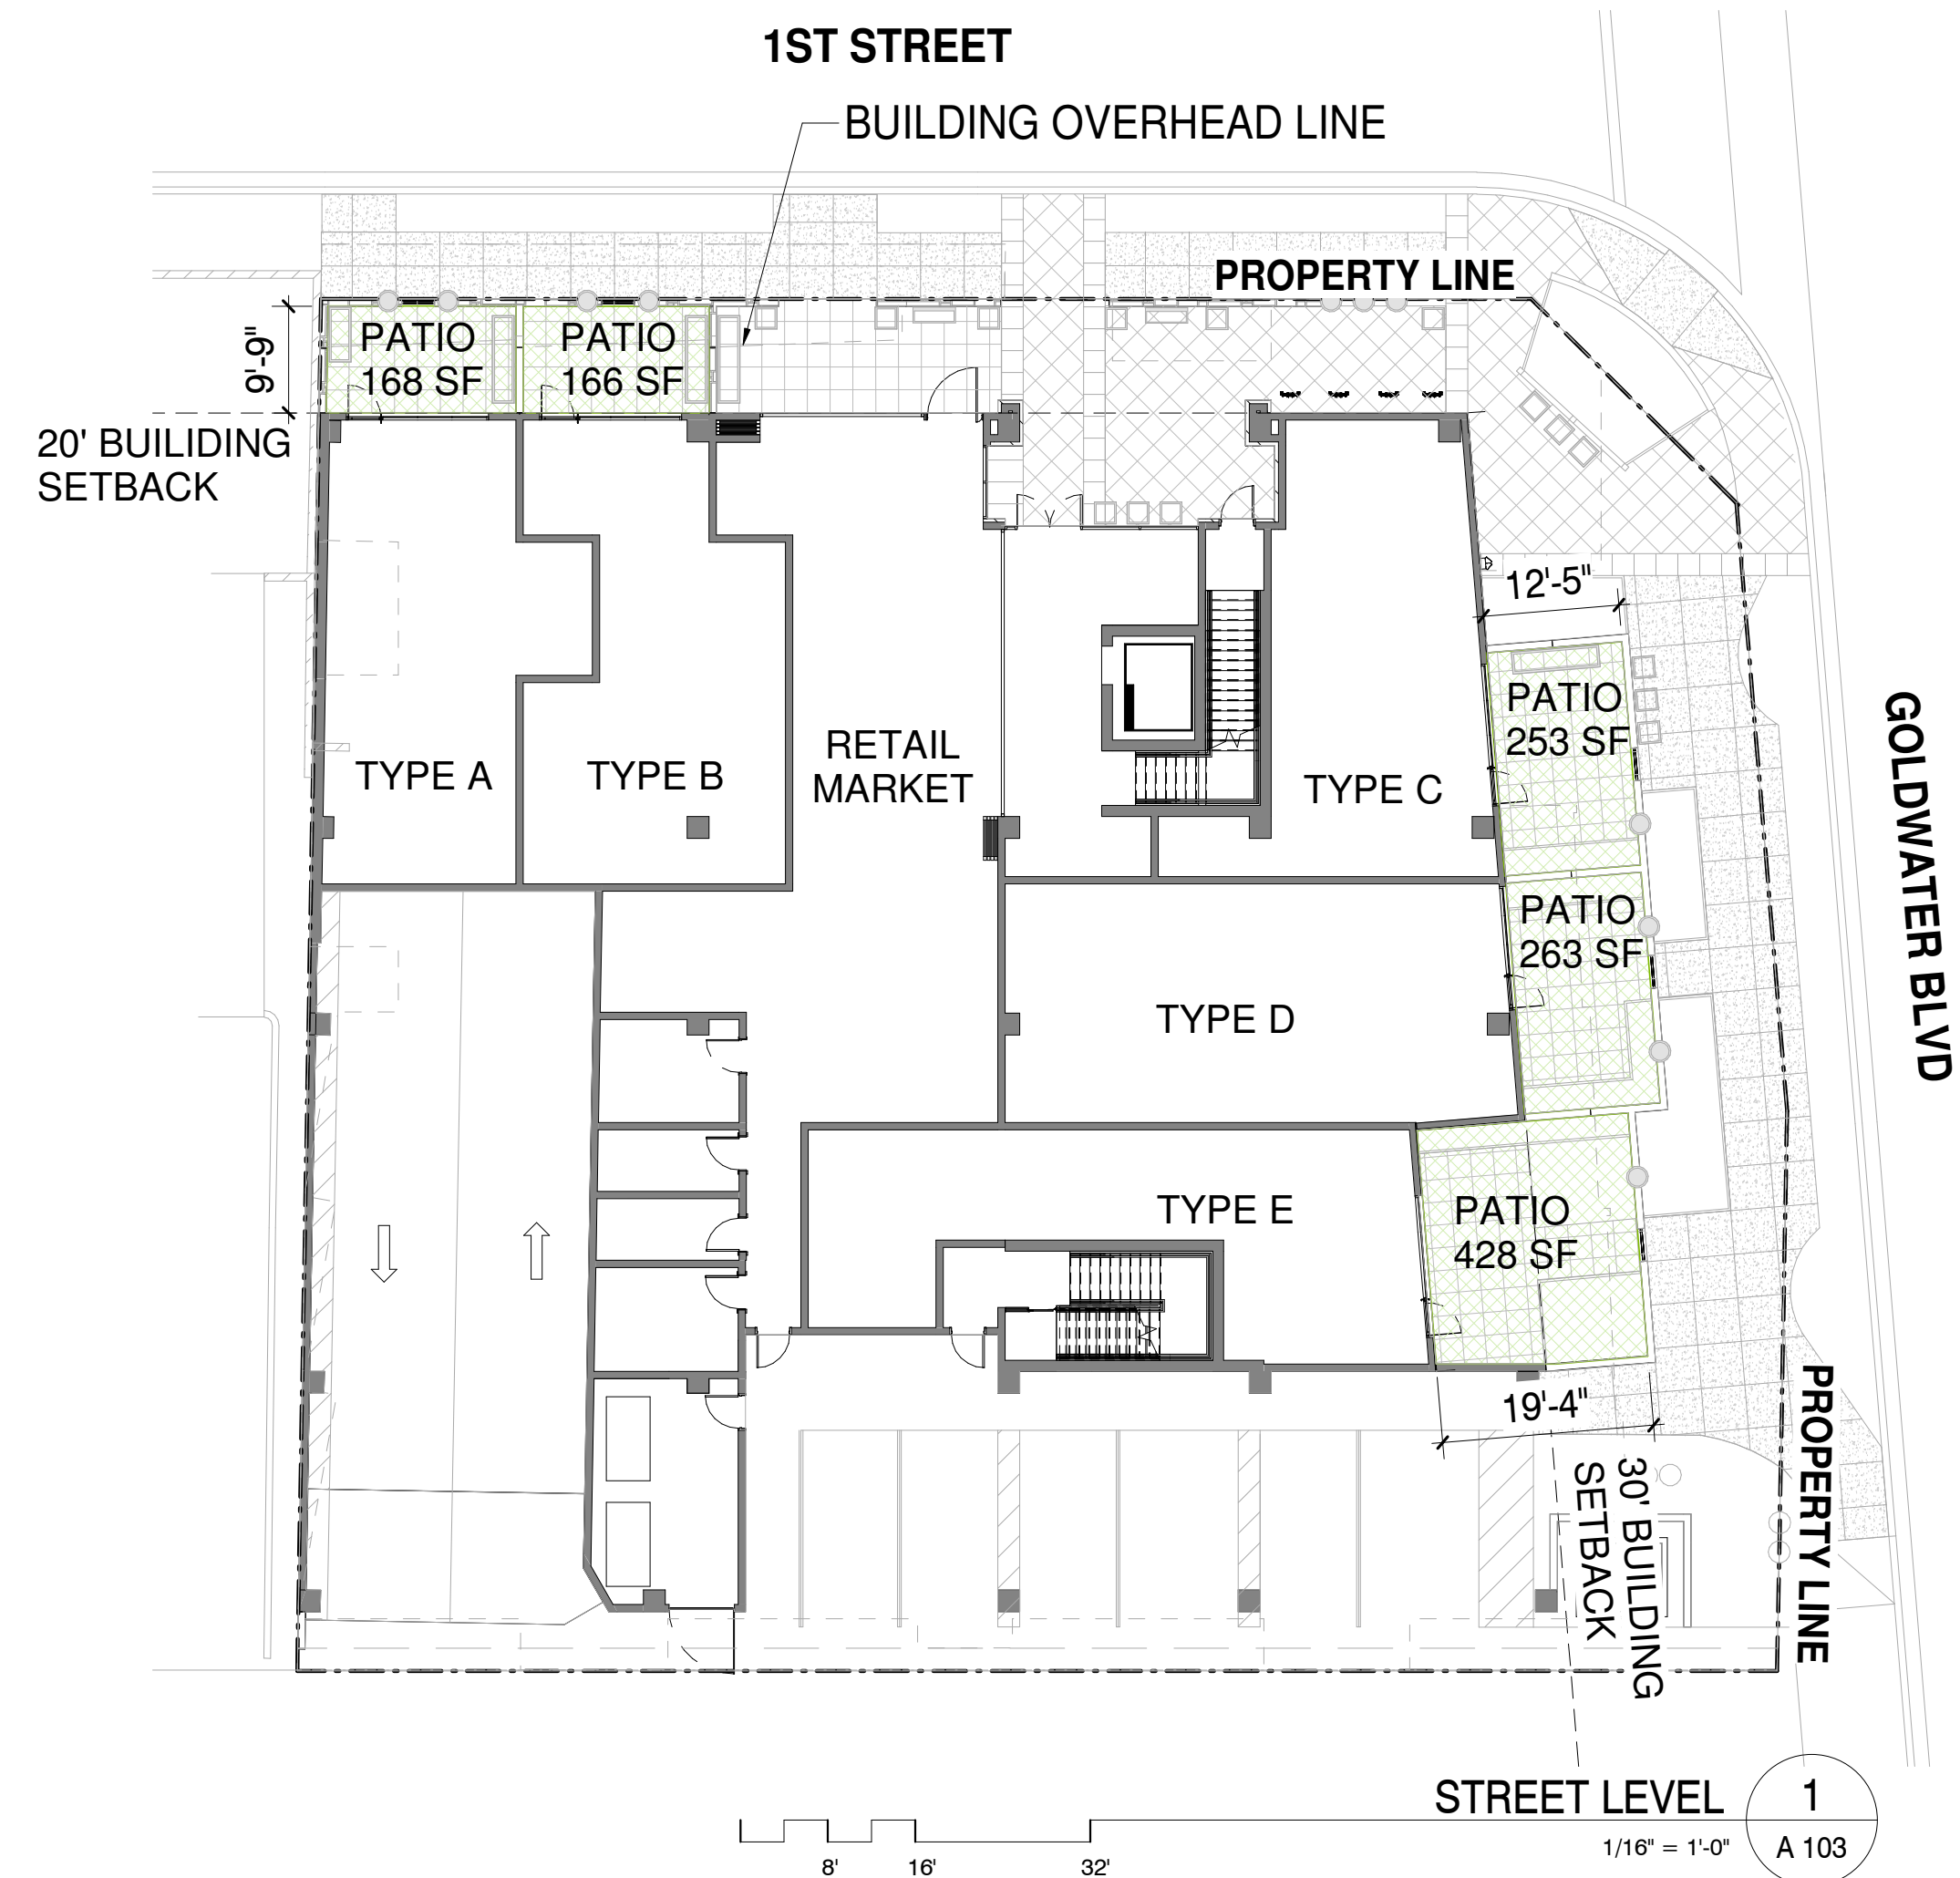 1ST STREET
BUILDING OVERHEAD LINE
PROPERTY LINE
9'-9"
PATIO
168 SF
PATIO
166 SF
20' BUILIDING
SETBACK
12'-5"
PATIO
253 SF
GOLDWATER BLVD
TYPE A
TYPE B
RETAIL
MARKET
TYPE C
PATIO
263 SF
TYPE D
TYPE E
PATIO
428 SF
19'-4"
30' BUILDING
SETBACK
PROPERTY LINE
STREET LEVEL
1
1/16" = 1'-0"
A 103
8'
16'
32'